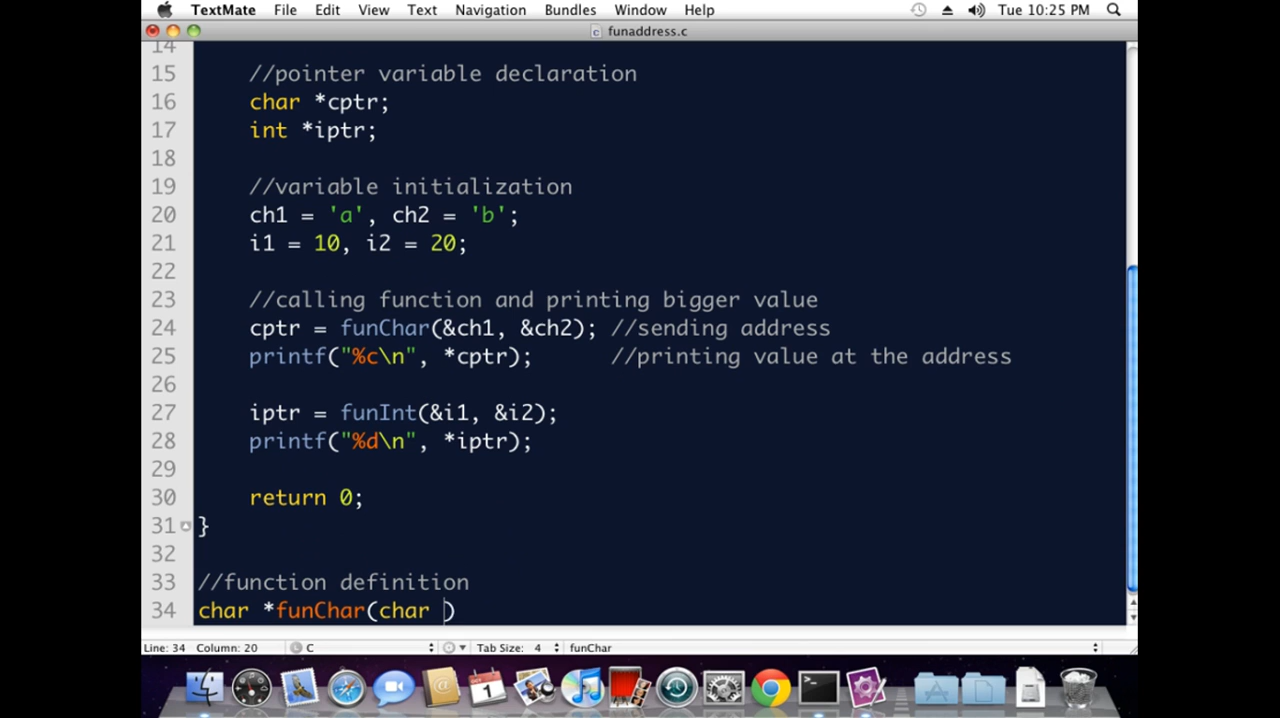 TextMate File Edit View Text Navigation Bundles Window Help Tue 10:25 PM
funaddress.c
14
15 //pointer variable declaration
16 char *cptr;
17 int *iptr;
18
19 //variable initialization
20 ch1 = 'a', ch2 = 'b';
21 i1 = 10, i2 = 20;
22
23 //calling function and printing bigger value
24 cptr = funChar(&ch1, &ch2); //sending address
25 printf("%c\n", *cptr); //printing value at the address
26
27 iptr = funInt(&i1, &i2);
28 printf("%d\n", *iptr);
29
30 return 0;
31 }
32
33 //function definition
34 char *funChar(char )
Line: 34 Column: 20 C Tab Size: 4 funChar